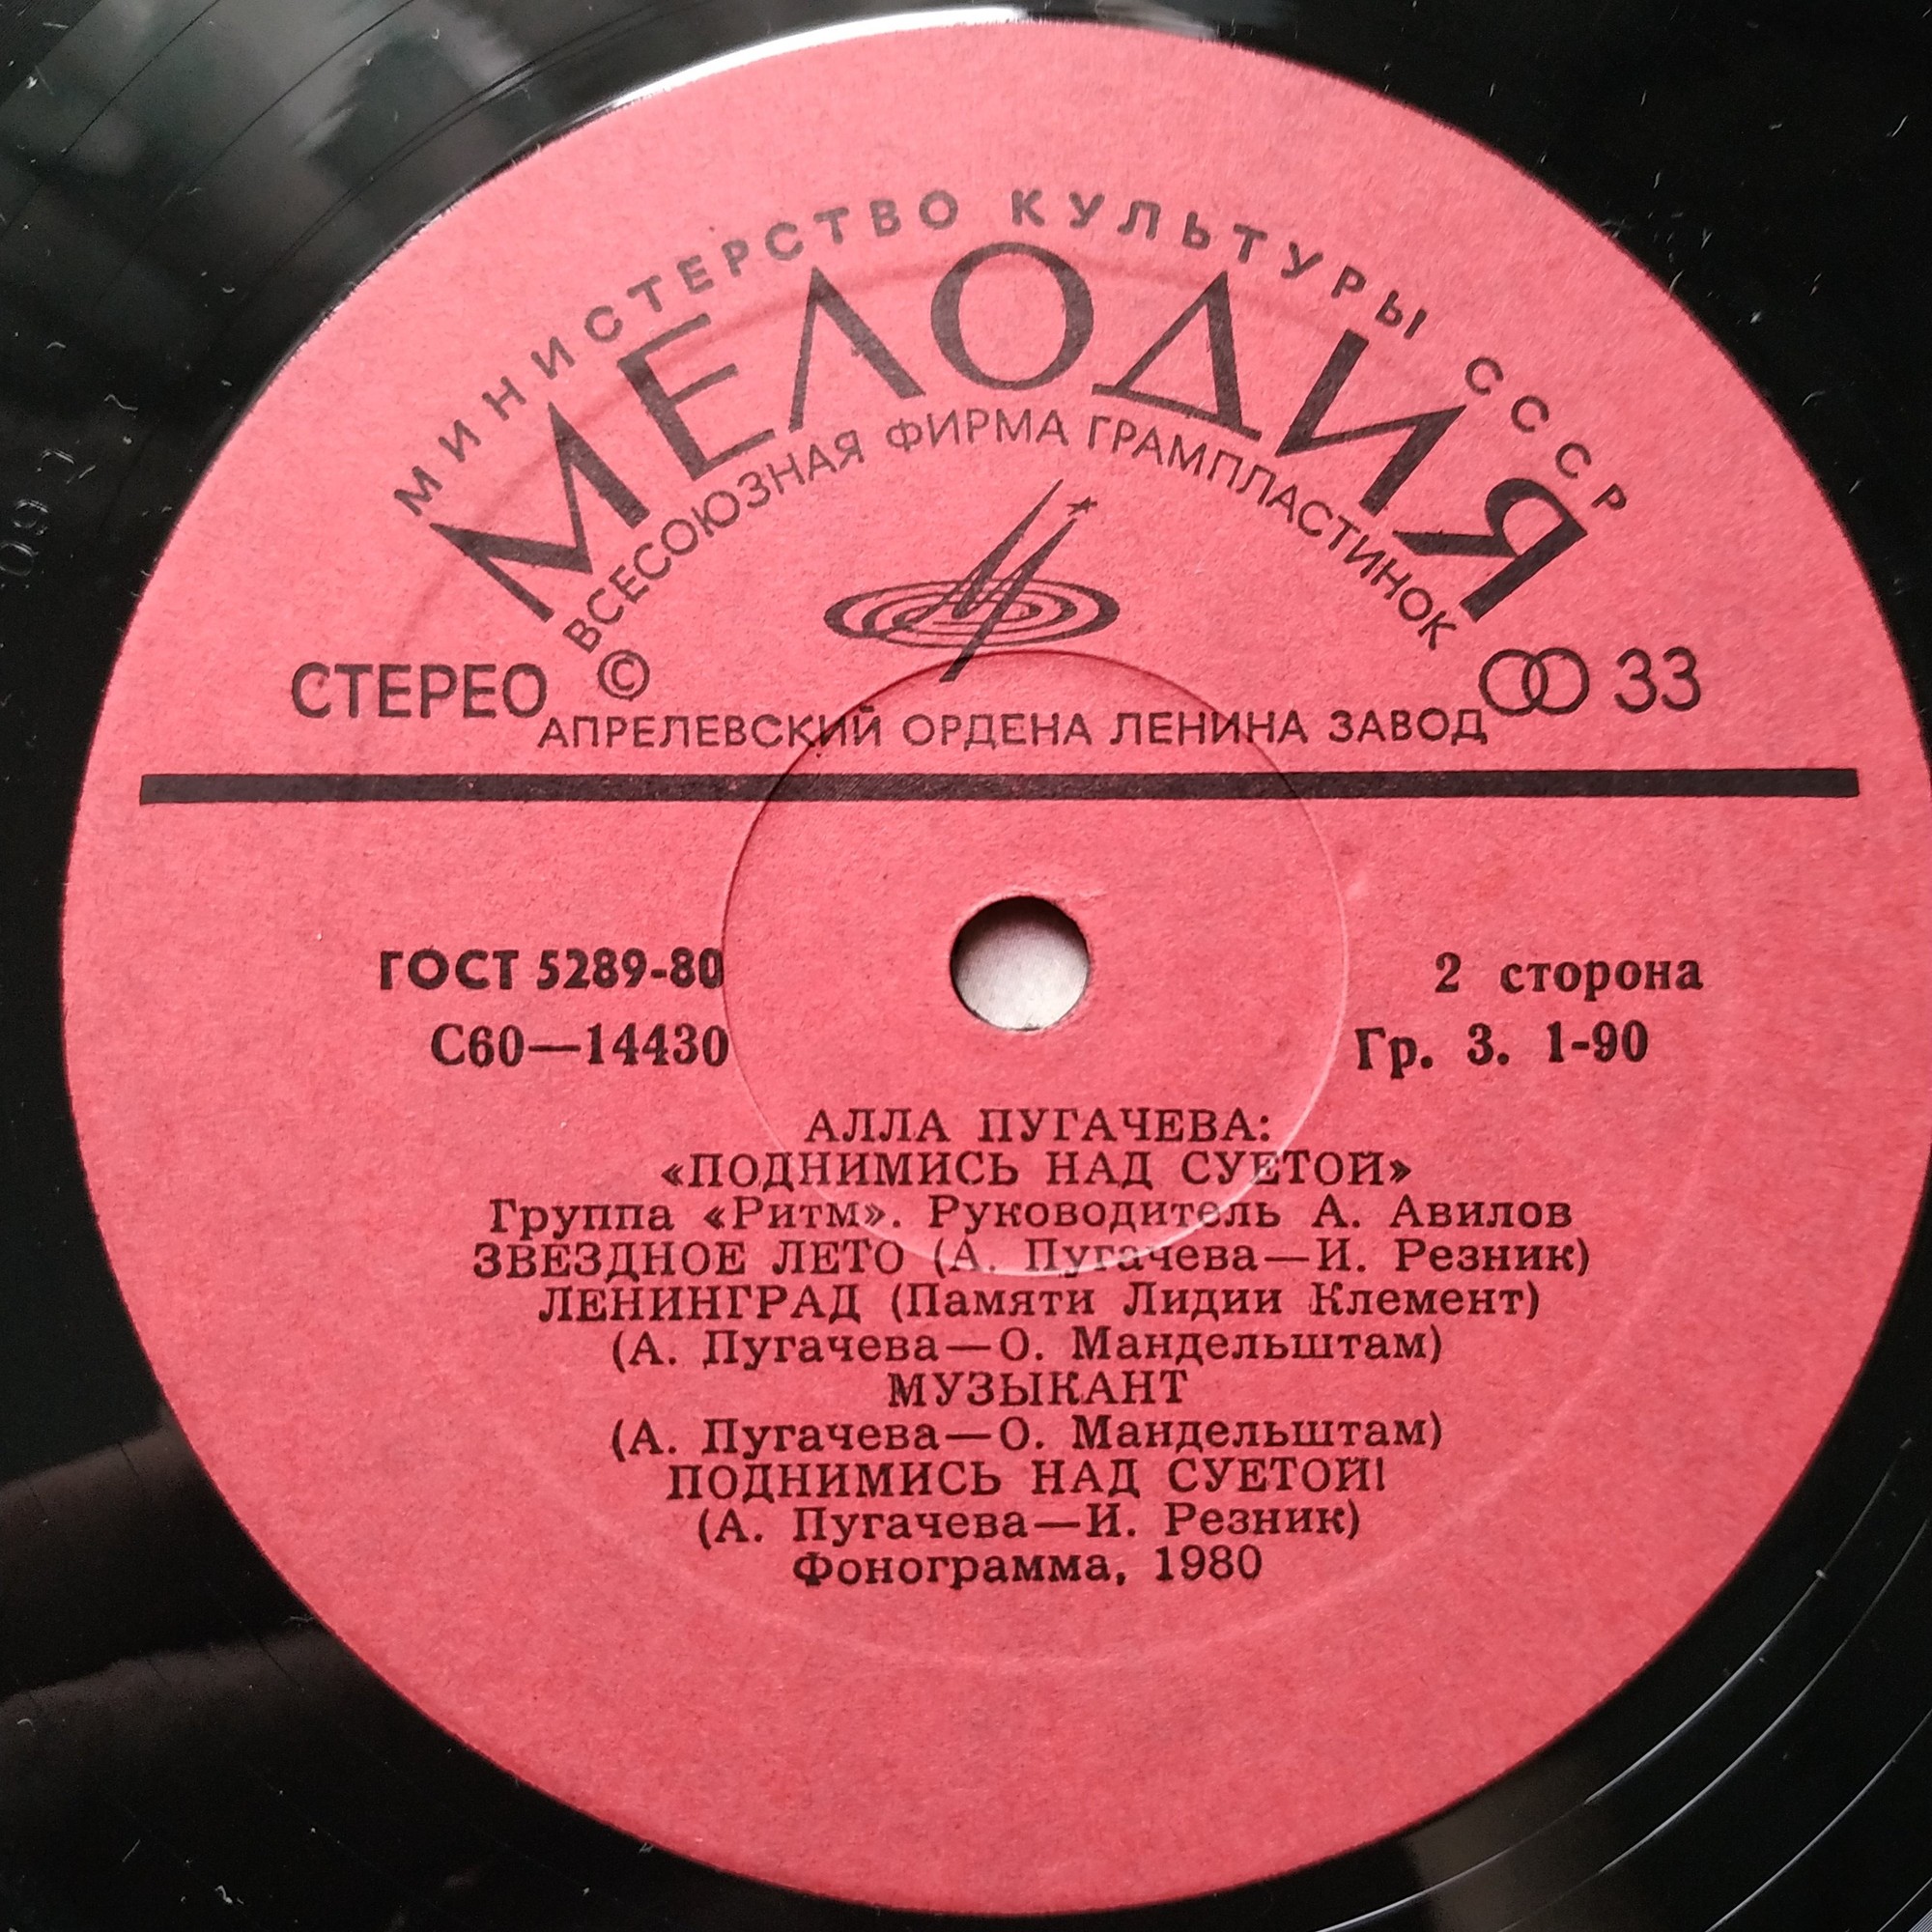 МИНИСТЕРСТВО КУЛЬТУРЫ СССР
МЕЛОДИЯ
ВСЕСОЮЗНАЯ ФИРМА ГРАМПЛАСТИНОК
СТЕРЕО © 33
АПРЕЛЕВСКИЙ ОРДЕНА ЛЕНИНА ЗАВОД
ГОСТ 5289-80 2 сторона
С60—14430 Гр. 3. 1-90
АЛЛА ПУГАЧЕВА:
«ПОДНИМИСЬ НАД СУЕТОЙ»
Группа «Ритм». Руководитель А. Авилов
ЗВЕЗДНОЕ ЛЕТО (А. Пугачева—И. Резник)
ЛЕНИНГРАД (Памяти Лидии Клемент)
(А. Пугачева—О. Мандельштам)
МУЗЫКАНТ
(А. Пугачева—О. Мандельштам)
ПОДНИМИСЬ НАД СУЕТОЙ!
(А. Пугачева—И. Резник)
Фонограмма, 1980